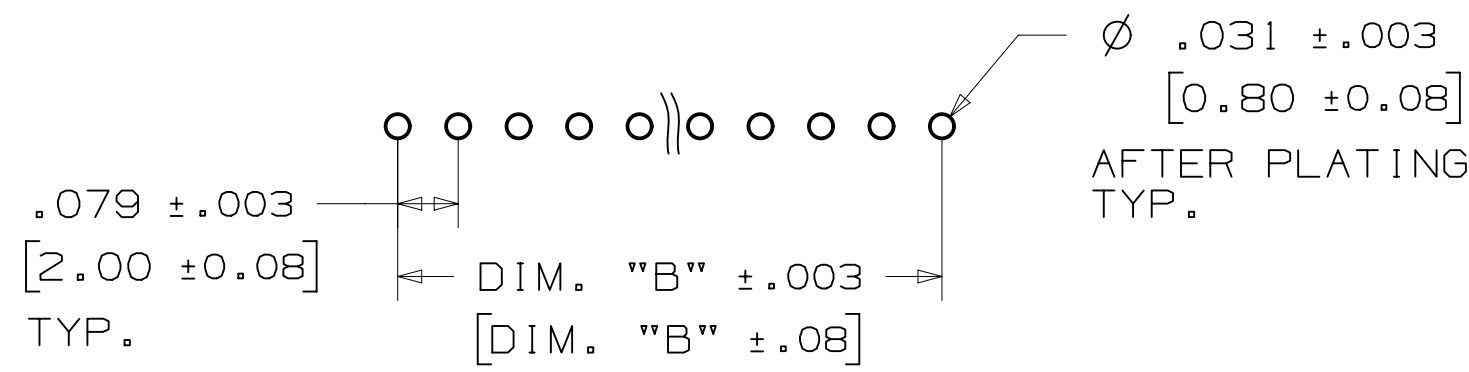 Ø .031 ±.003
[0.80 ±0.08]
AFTER PLATING
TYP.
.079 ±.003
[2.00 ±0.08]
TYP.
DIM. "B" ±.003
[DIM. "B" ±.08]